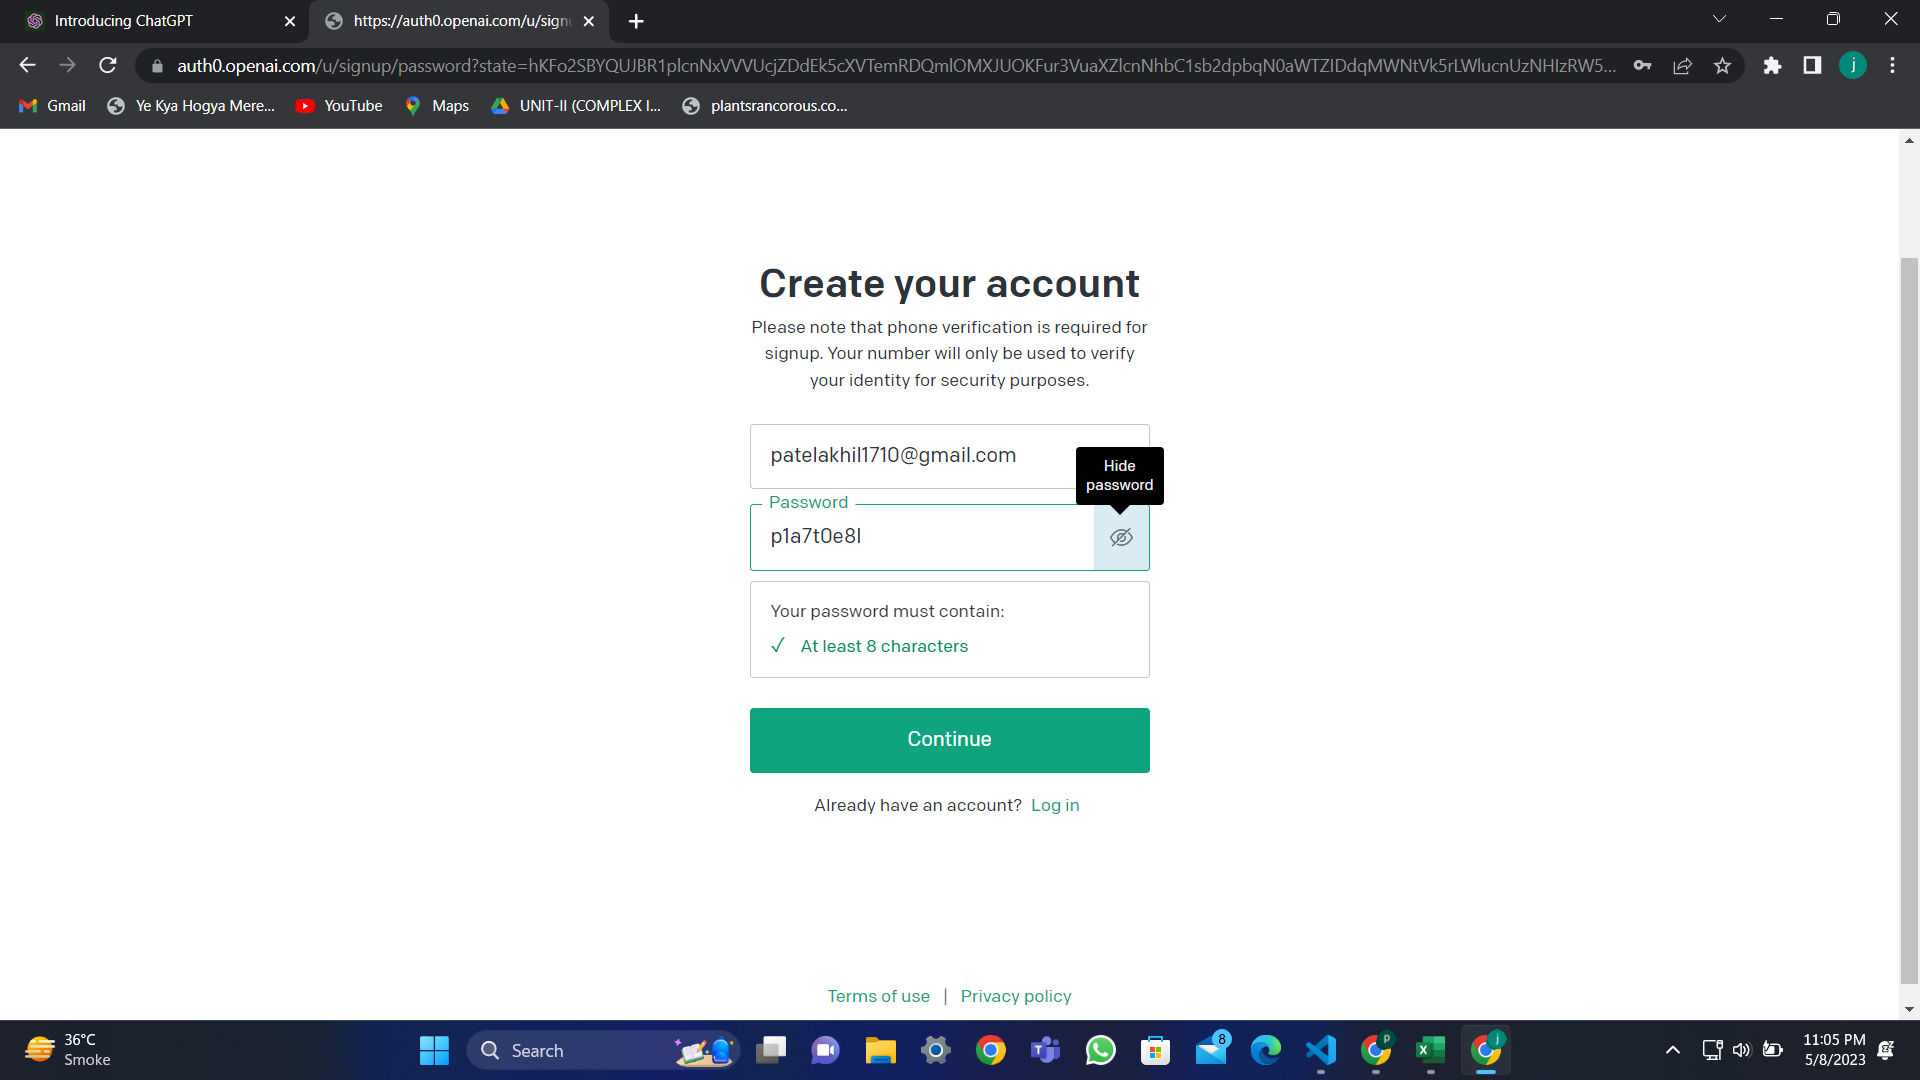 Introducing ChatGPT
https://auth0.openai.com/u/sign
auth0.openai.com/u/signup/password?state=
Gmail
Ye Kya Hogya Mere...
YouTube
Maps
UNIT-II (COMPLEX I...
plantsrancorous.co...
Create your account
Please note that phone verification is required for
signup. Your number will only be used to verify
your identity for security purposes.
patelakhil1710@gmail.com
Hide
password
Password
p1a7t0e8l
Your password must contain:
✓ At least 8 characters
Continue
Already have an account? Log in
Terms of use | Privacy policy
36°C
Smoke
Search
8
P
j
11:05 PM
5/8/2023